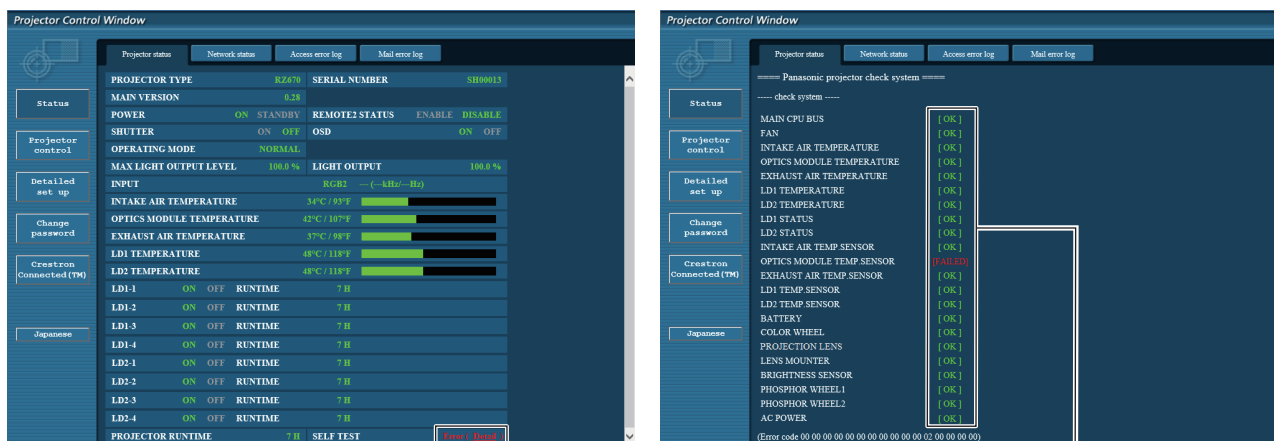 Projector Control Window
Projector status Network status Access error log Mail error log
Status
Projector control
Detailed set up
Change password
Crestron Connected(TM)
Japanese
PROJECTOR TYPE RZ670 SERIAL NUMBER SH00013
MAIN VERSION 0.28
POWER ON STANDBY REMOTE2 STATUS ENABLE DISABLE
SHUTTER ON OFF OSD ON OFF
OPERATING MODE NORMAL
MAX LIGHT OUTPUT LEVEL 100.0 % LIGHT OUTPUT 100.0 %
INPUT RGB2 --- (---kHz/---Hz)
INTAKE AIR TEMPERATURE 34°C / 93°F
OPTICS MODULE TEMPERATURE 42°C / 107°F
EXHAUST AIR TEMPERATURE 37°C / 98°F
LD1 TEMPERATURE 48°C / 118°F
LD2 TEMPERATURE 48°C / 118°F
LD1-1 ON OFF RUNTIME 7 H
LD1-2 ON OFF RUNTIME 7 H
LD1-3 ON OFF RUNTIME 7 H
LD1-4 ON OFF RUNTIME 7 H
LD2-1 ON OFF RUNTIME 7 H
LD2-2 ON OFF RUNTIME 7 H
LD2-3 ON OFF RUNTIME 7 H
LD2-4 ON OFF RUNTIME 7 H
PROJECTOR RUNTIME 7 H SELF TEST Error ( Detail )
Projector Control Window
Projector status Network status Access error log Mail error log
Status
Projector control
Detailed set up
Change password
Crestron Connected(TM)
Japanese
==== Panasonic projector check system ====
----- check system -----
MAIN CPU BUS [ OK ]
FAN [ OK ]
INTAKE AIR TEMPERATURE [ OK ]
OPTICS MODULE TEMPERATURE [ OK ]
EXHAUST AIR TEMPERATURE [ OK ]
LD1 TEMPERATURE [ OK ]
LD2 TEMPERATURE [ OK ]
LD1 STATUS [ OK ]
LD2 STATUS [ OK ]
INTAKE AIR TEMP.SENSOR [ OK ]
OPTICS MODULE TEMP.SENSOR [FAILED]
EXHAUST AIR TEMP.SENSOR [ OK ]
LD1 TEMP.SENSOR [ OK ]
LD2 TEMP.SENSOR [ OK ]
BATTERY [ OK ]
COLOR WHEEL [ OK ]
PROJECTION LENS [ OK ]
LENS MOUNTER [ OK ]
BRIGHTNESS SENSOR [ OK ]
PHOSPHOR WHEEL1 [ OK ]
PHOSPHOR WHEEL2 [ OK ]
AC POWER [ OK ]
(Error code 00 00 00 00 00 00 00 00 00 00 00 02 00 00 00 00)